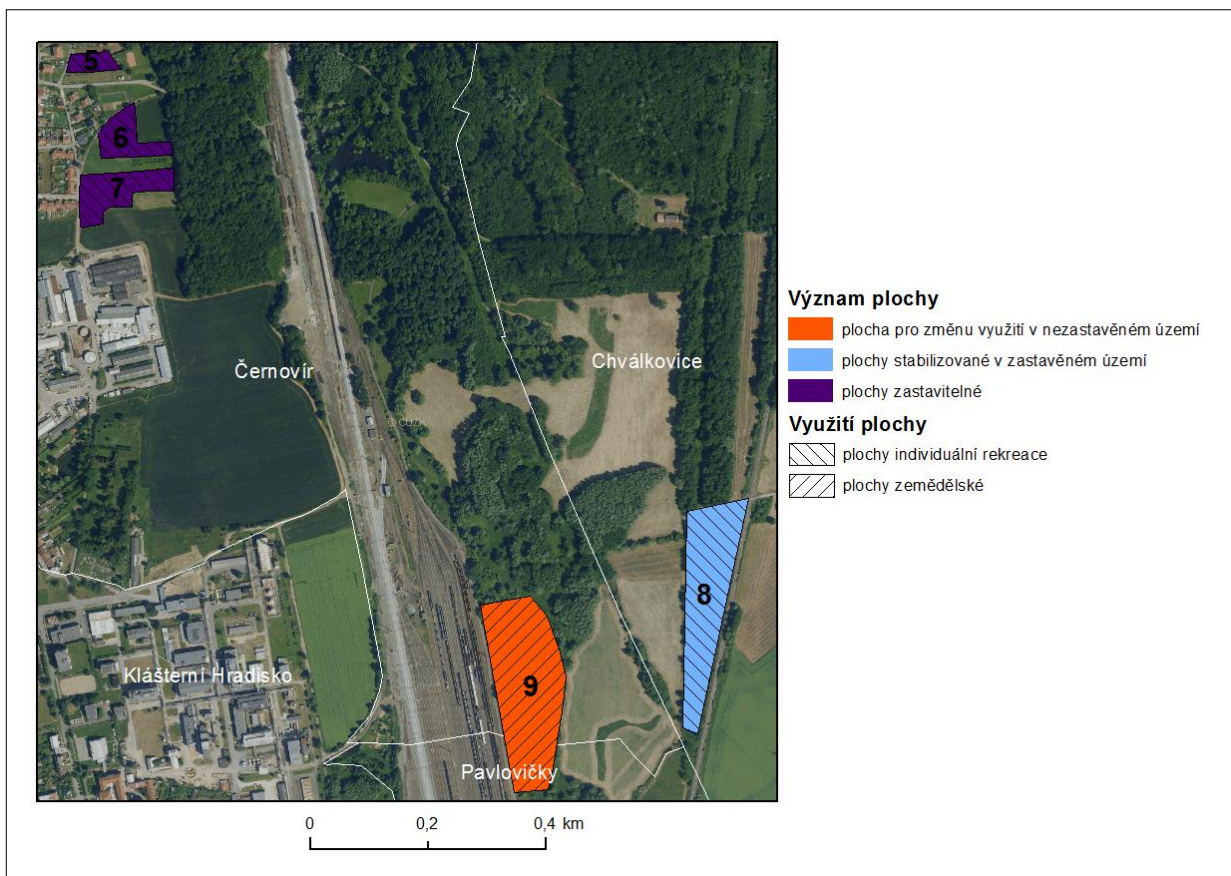 5
6
7
Černovír
Chválkovice
8
Klášterní Hradisko
9
Pavlovičky
0 0,2 0,4 km
Význam plochy
plocha pro změnu využití v nezastavěném území
plochy stabilizované v zastavěném území
plochy zastavitelné
Využití plochy
plochy individuální rekreace
plochy zemědělské